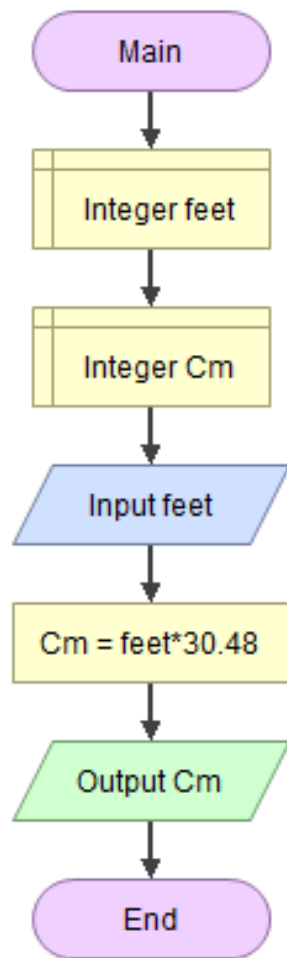 Main
Integer feet
Integer Cm
Input feet
Cm = feet*30.48
Output Cm
End